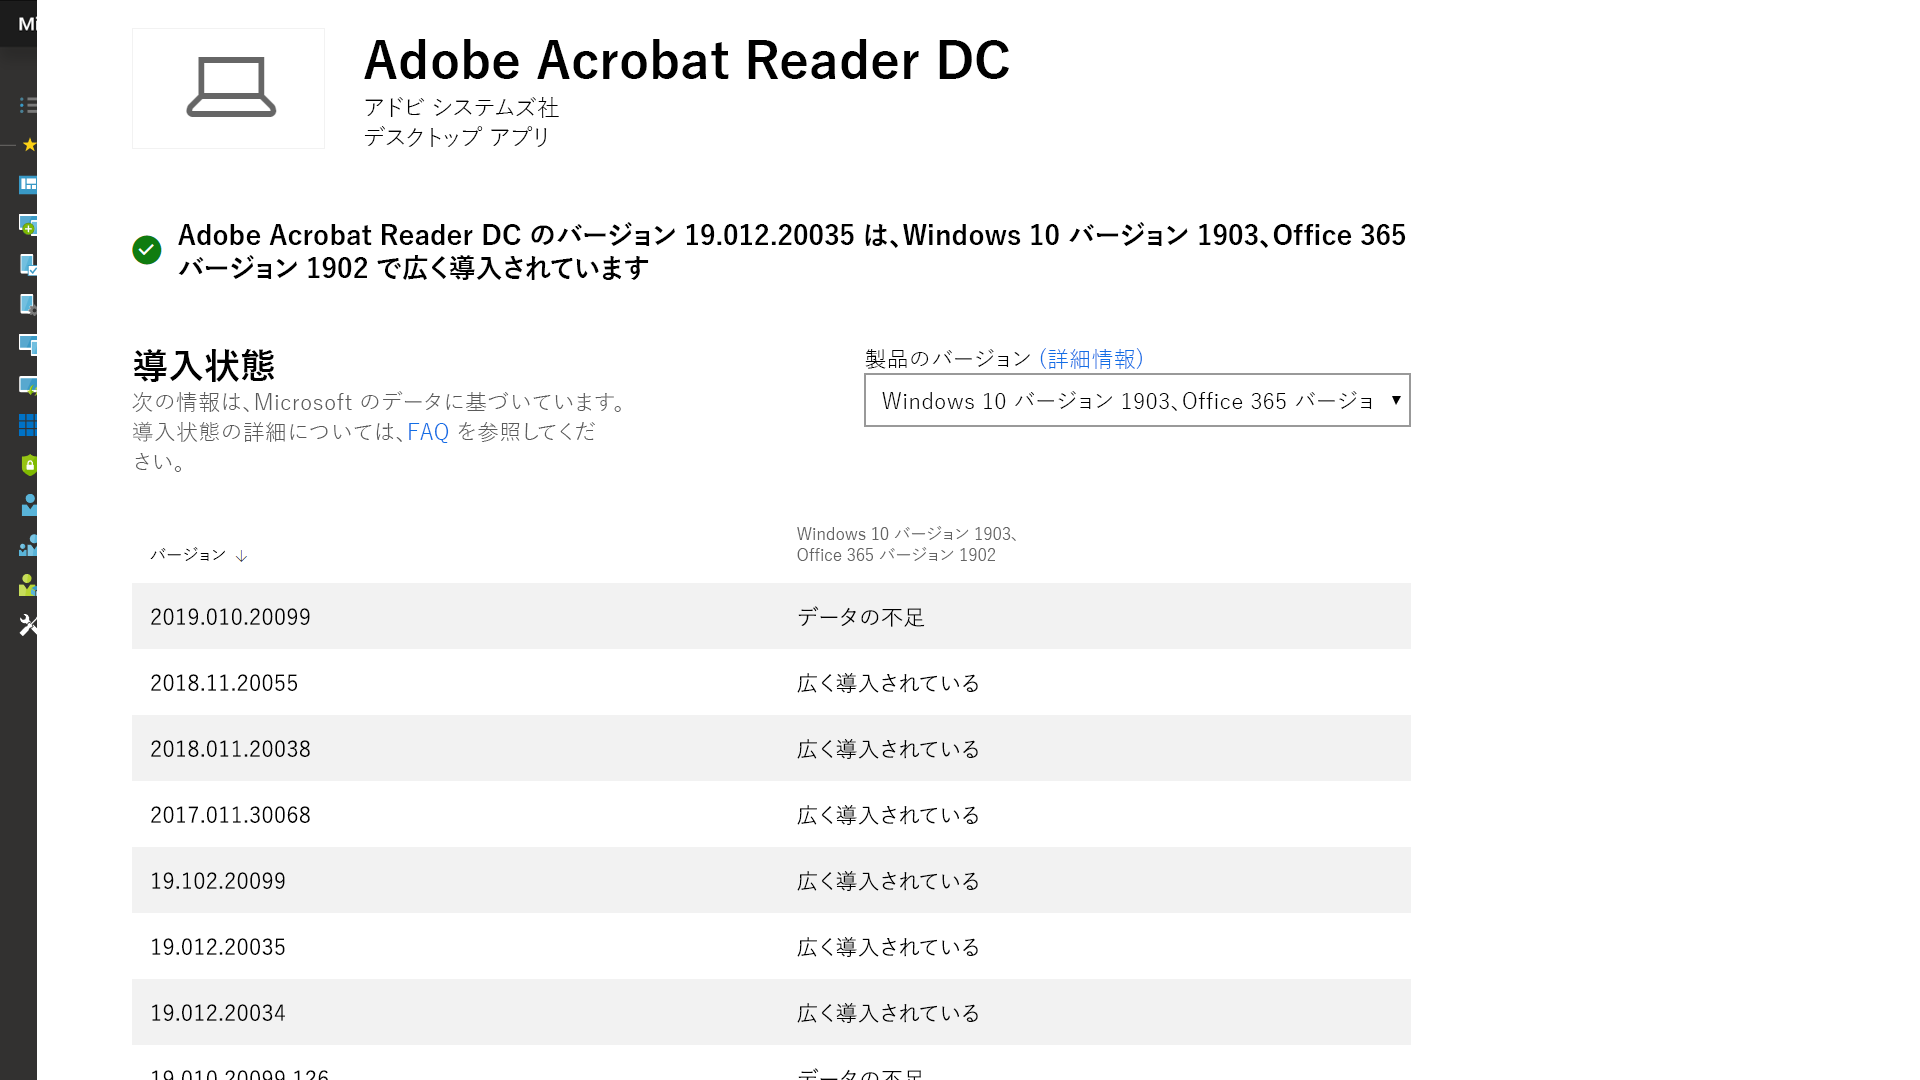 Mi
Adobe Acrobat Reader DC
アドビ システムズ社
デスクトップ アプリ
Adobe Acrobat Reader DC のバージョン 19.012.20035 は、Windows 10 バージョン 1903、Office 365
バージョン 1902 で広く導入されています
導入状態
次の情報は、Microsoft のデータに基づいています。
導入状態の詳細については、FAQ を参照してくだ
さい。
製品のバージョン (詳細情報)
Windows 10 バージョン 1903、Office 365 バージョ
バージョン ↓
Windows 10 バージョン 1903、
Office 365 バージョン 1902
2019.010.20099 データの不足
2018.11.20055 広く導入されている
2018.011.20038 広く導入されている
2017.011.30068 広く導入されている
19.102.20099 広く導入されている
19.012.20035 広く導入されている
19.012.20034 広く導入されている
19.010.20099.126 データの不足